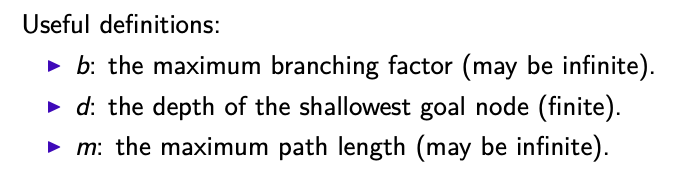 Useful definitions:
▶ b: the maximum branching factor (may be infinite).
▶ d: the depth of the shallowest goal node (finite).
▶ m: the maximum path length (may be infinite).